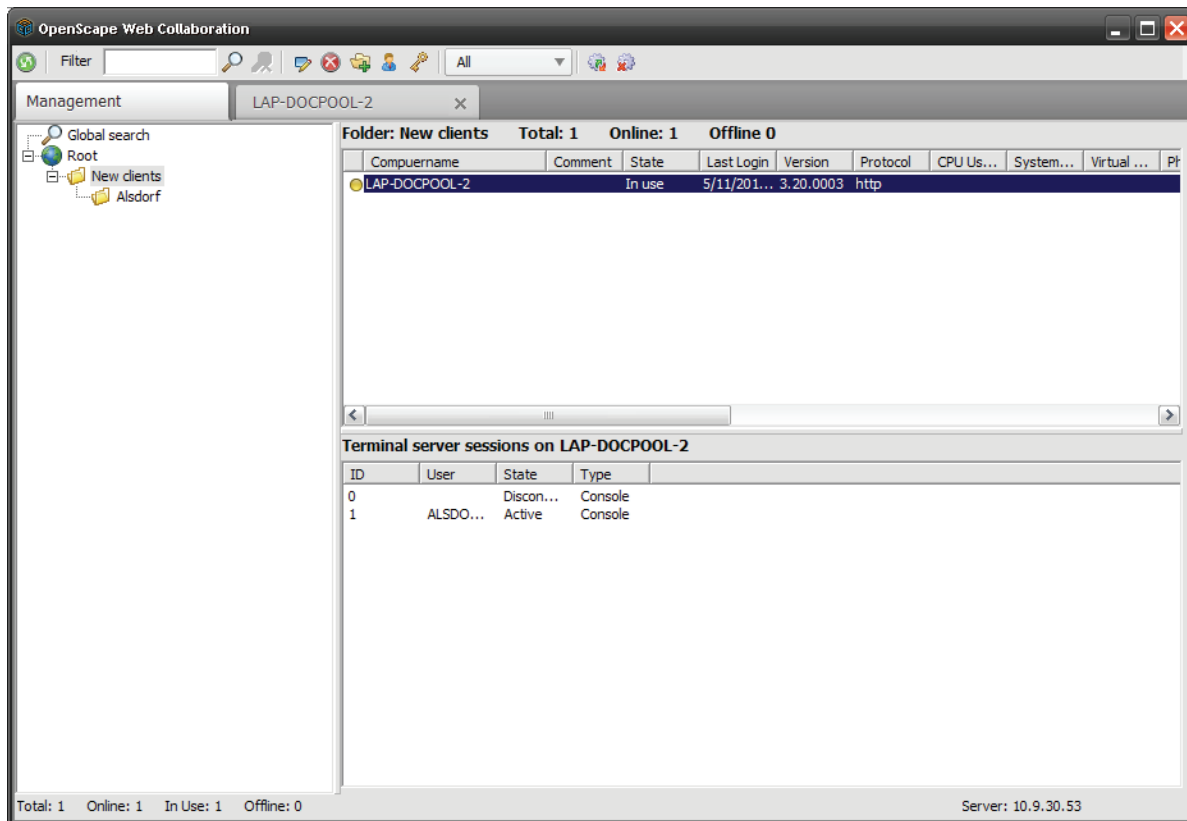 OpenScape Web Collaboration
Filter All
Management LAP-DOCPOOL-2
Global search
Root
New clients
Alsdorf
Folder: New clients Total: 1 Online: 1 Offline 0
Compuername Comment State Last Login Version Protocol CPU Us... System... Virtual ... Ph
LAP-DOCPOOL-2 In use 5/11/201... 3.20.0003 http
Terminal server sessions on LAP-DOCPOOL-2
ID User State Type
0 Discon... Console
1 ALSDO... Active Console
Total: 1 Online: 1 In Use: 1 Offline: 0 Server: 10.9.30.53